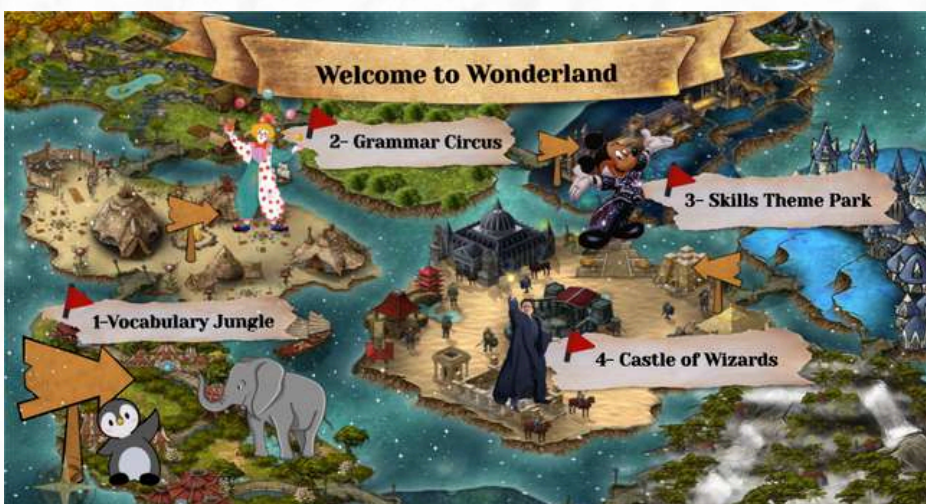 Welcome to Wonderland
2- Grammar Circus
3- Skills Theme Park
1-Vocabulary Jungle
4- Castle of Wizards